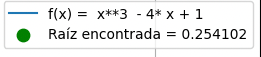 f(x) = x**3 - 4* x + 1
Raíz encontrada = 0.254102